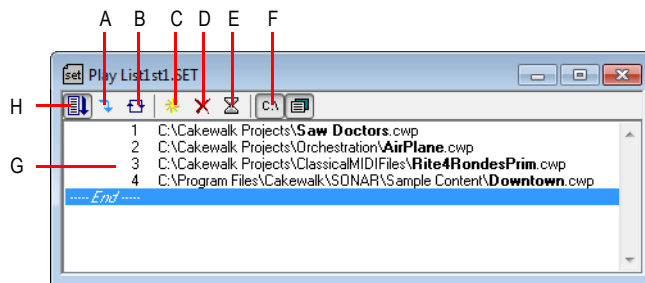 A B C D E F
set Play List1st1.SET
H
C:\
1 C:\Cakewalk Projects\Saw Doctors.cwp
2 C:\Cakewalk Projects\Orchestration\AirPlane.cwp
G
3 C:\Cakewalk Projects\ClassicalMIDIFiles\Rite4RondesPrim.cwp
4 C:\Program Files\Cakewalk\SONAR\Sample Content\Downtown.cwp
----- End -----